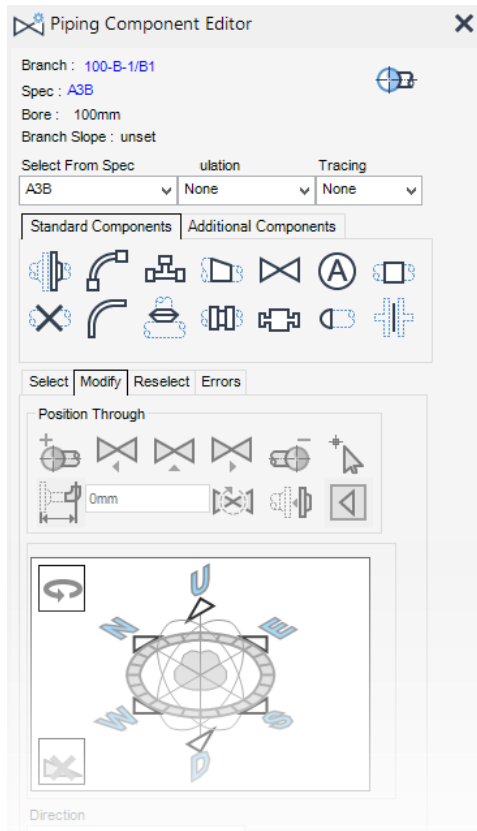 Piping Component Editor
Branch : 100-B-1/B1
Spec : A3B
Bore : 100mm
Branch Slope : unset
Select From Spec ulation Tracing
A3B None None
Standard Components Additional Components
A
Select Modify Reselect Errors
Position Through
0mm
U
N E
W S
D
Direction